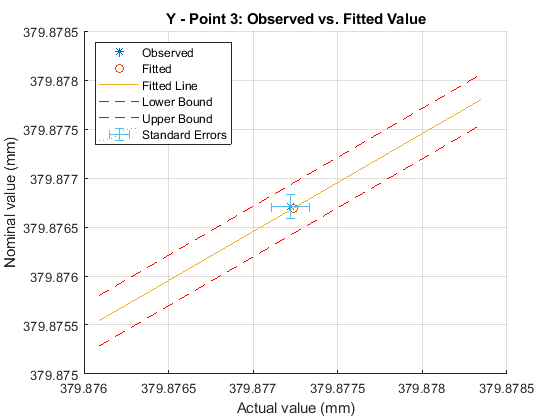 Y - Point 3: Observed vs. Fitted Value
379.8785
379.878
379.8775
379.877
379.8765
379.876
379.8755
379.875
Nominal value (mm)
Observed
Fitted
Fitted Line
Lower Bound
Upper Bound
Standard Errors
379.876
379.8765
379.877
379.8775
379.878
379.8785
Actual value (mm)